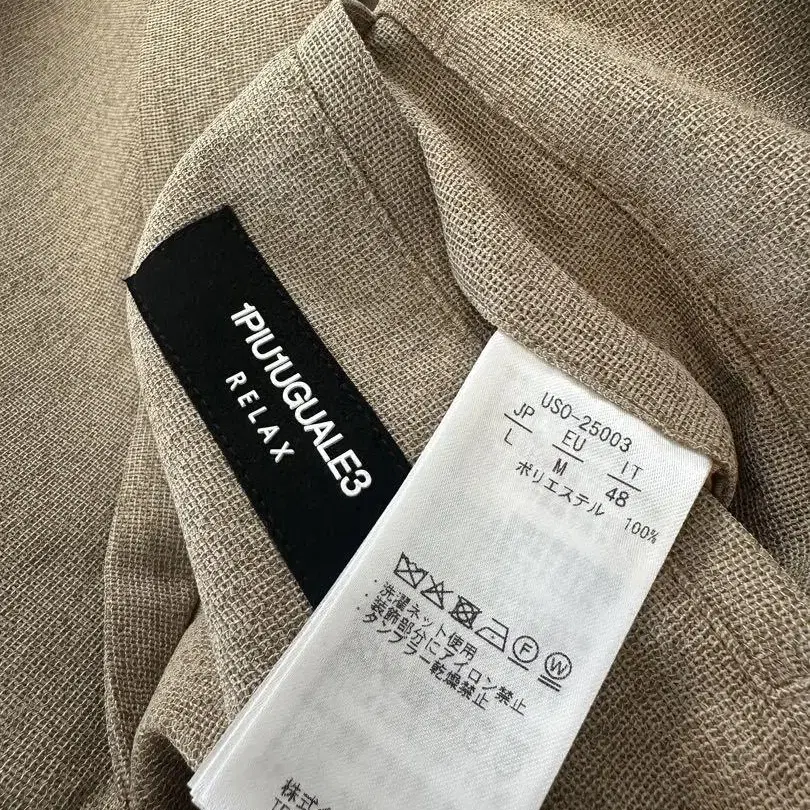 1PIU1UGUALE3
RELAX
USO-25003
JP EU IT
L M 48
ポリエステル 100%
F W
・洗濯ネット使用
・装飾部分にアイロン禁止
タンブラー乾燥禁止
株式